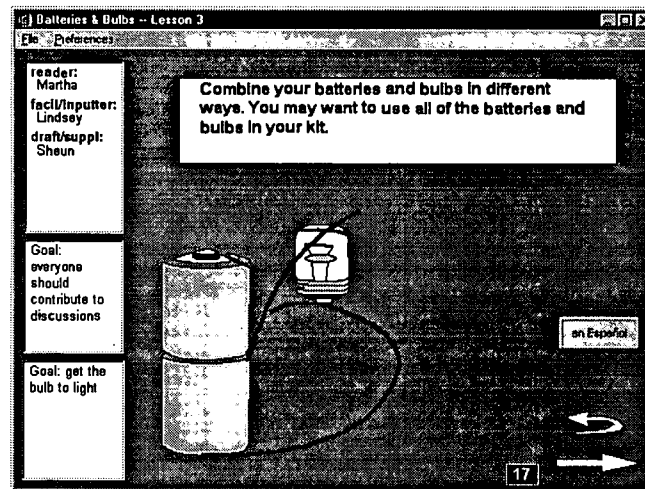 Batteries & Bulbs -- Lesson 3
File Preferences
reader:
Martha
facil/inputter:
Lindsey
draft/suppl:
Shaun
Combine your batteries and bulbs in different
ways. You may want to use all of the batteries and
bulbs in your kit.
Goal:
everyone
should
contribute to
discussions
Goal: get the
bulb to light
en Español
17